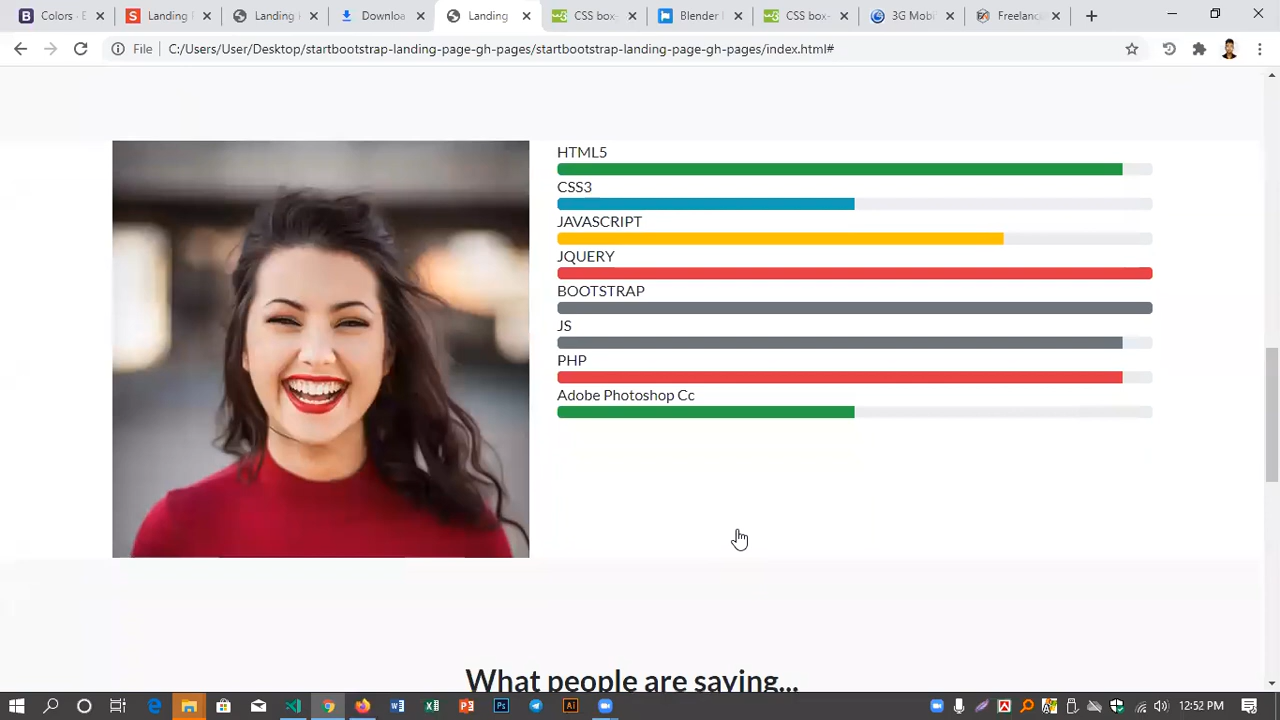 Colors - E
Landing
Landing
Downloa
Landing
CSS box-
Blende
CSS box-
3G Mobi
Freelan
File
C:/Users/User/Desktop/startbootstrap-landing-page-gh-pages/startbootstrap-landing-page-gh-pages/index.html#
HTML5
CSS3
JAVASCRIPT
JQUERY
BOOTSTRAP
JS
PHP
Adobe Photoshop Cc
What people are saying...
12:52 PM